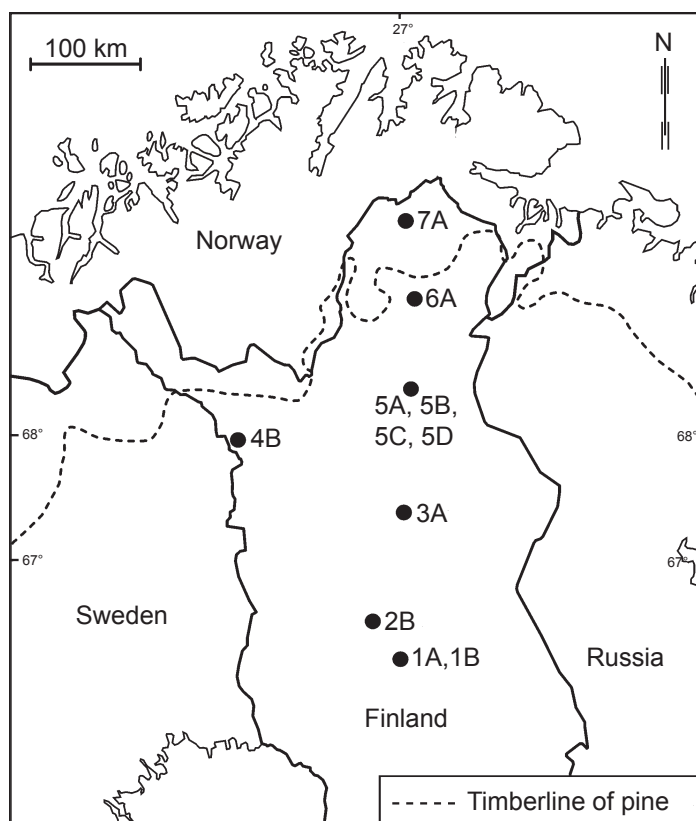 27°
100 km
N
Norway
7A
6A
5A, 5B,
5C, 5D
68°
4B
68°
3A
67°
67°
Sweden
2B
1A,1B
Russia
Finland
Timberline of pine